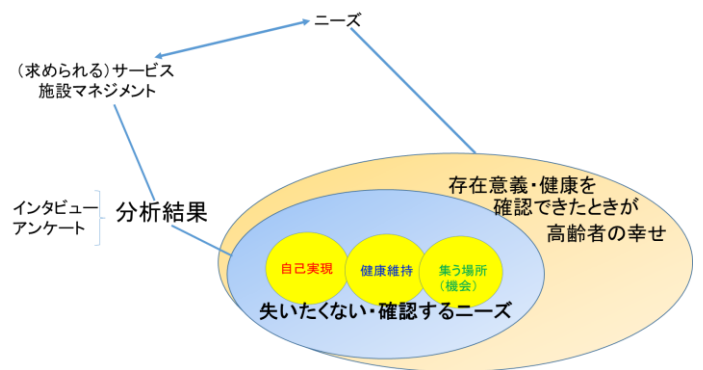 ニーズ
（求められる）サービス
施設マネジメント
インタビュー
アンケート
分析結果
存在意義・健康を
確認できたときが
高齢者の幸せ
自己実現
健康維持
集う場所
（機会）
失いたくない・確認するニーズ